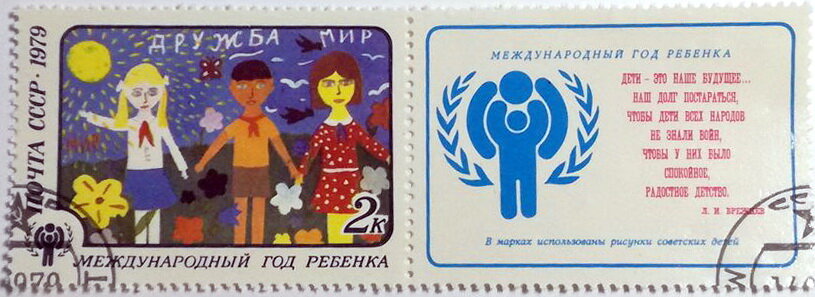 ПОЧТА СССР · 1979
ДРУЖБА МИР
МИР
2к
МЕЖДУНАРОДНЫЙ ГОД РЕБЕНКА
1979
МЕЖДУНАРОДНЫЙ ГОД РЕБЕНКА
ДЕТИ - ЭТО НАШЕ БУДУЩЕЕ...
НАШ ДОЛГ ПОСТАРАТЬСЯ,
ЧТОБЫ ДЕТИ ВСЕХ НАРОДОВ
НЕ ЗНАЛИ ВОЙН,
ЧТОБЫ У НИХ БЫЛО
СПОКОЙНОЕ,
РАДОСТНОЕ ДЕТСТВО.
Л. И. БРЕЖНЕВ
В марках использованы рисунки советских детей